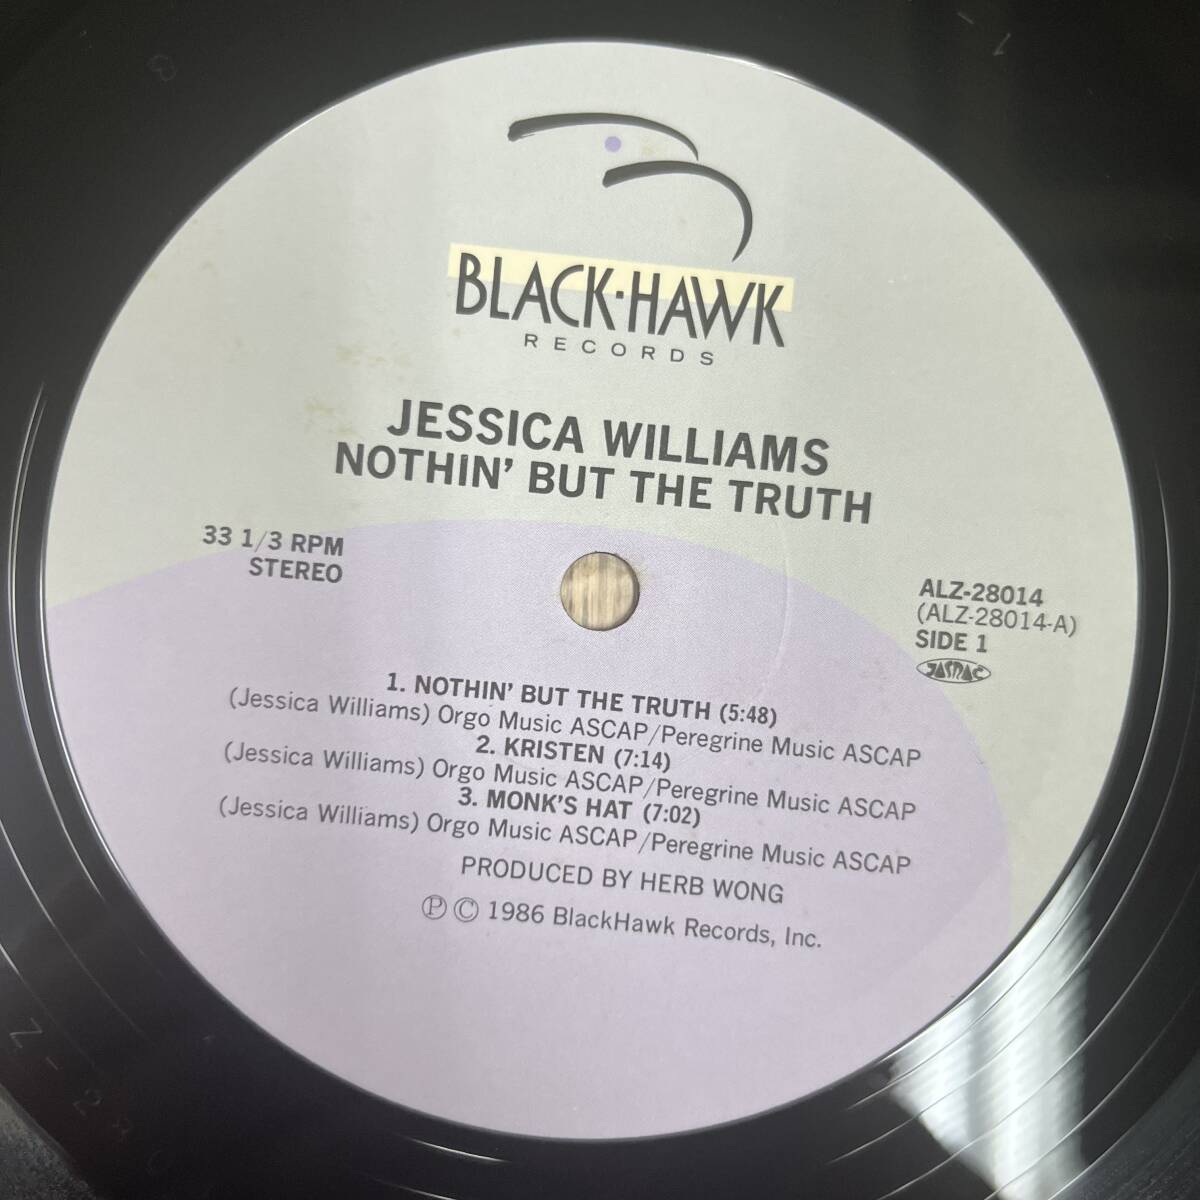 BLACK·HAWK
RECORDS
JESSICA WILLIAMS
NOTHIN' BUT THE TRUTH
33 1/3 RPM
STEREO
ALZ-28014
(ALZ-28014-A)
SIDE 1
JASRAC
1. NOTHIN' BUT THE TRUTH (5:48)
(Jessica Williams) Orgo Music ASCAP/Peregrine Music ASCAP
2. KRISTEN (7:14)
(Jessica Williams) Orgo Music ASCAP/Peregrine Music ASCAP
3. MONK'S HAT (7:02)
(Jessica Williams) Orgo Music ASCAP/Peregrine Music ASCAP
PRODUCED BY HERB WONG
Ⓟ © 1986 BlackHawk Records, Inc.